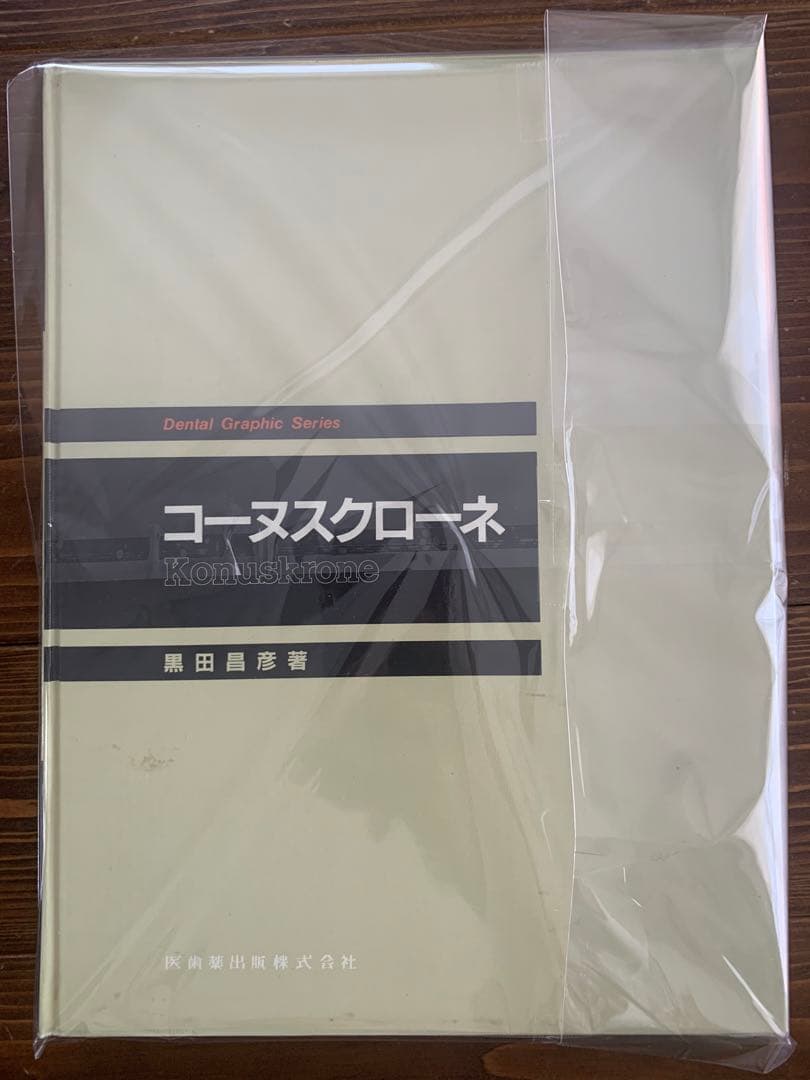 Dental Graphic Series
コーヌスクローネ
Konuskrone
黒田昌彦著
医歯薬出版株式会社